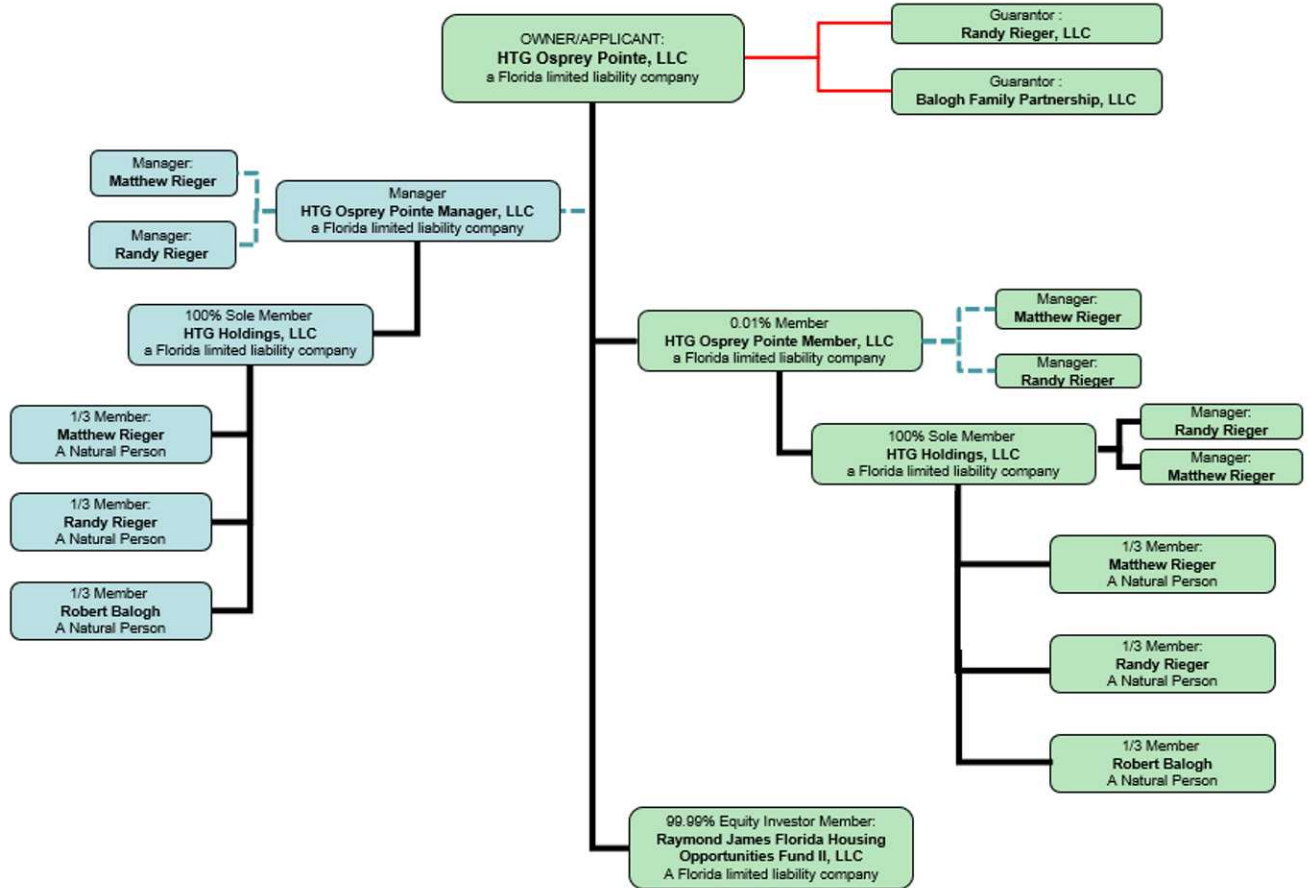 OWNER/APPLICANT:
HTG Osprey Pointe, LLC
a Florida limited liability company
Guarantor :
Randy Rieger, LLC
Guarantor :
Balogh Family Partnership, LLC
Manager:
Matthew Rieger
Manager:
Randy Rieger
Manager
HTG Osprey Pointe Manager, LLC
a Florida limited liability company
100% Sole Member
HTG Holdings, LLC
a Florida limited liability company
1/3 Member:
Matthew Rieger
A Natural Person
1/3 Member:
Randy Rieger
A Natural Person
1/3 Member
Robert Balogh
A Natural Person
0.01% Member
HTG Osprey Pointe Member, LLC
a Florida limited liability company
Manager:
Matthew Rieger
Manager:
Randy Rieger
100% Sole Member
HTG Holdings, LLC
a Florida limited liability company
Manager:
Randy Rieger
Manager:
Matthew Rieger
1/3 Member:
Matthew Rieger
A Natural Person
1/3 Member:
Randy Rieger
A Natural Person
1/3 Member
Robert Balogh
A Natural Person
99.99% Equity Investor Member:
Raymond James Florida Housing
Opportunities Fund II, LLC
A Florida limited liability company